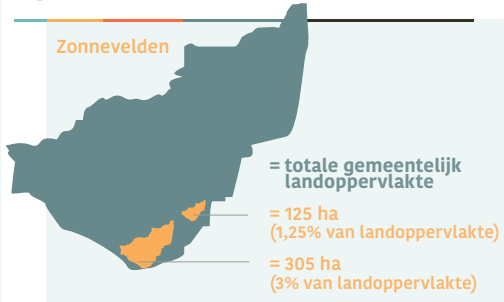 Zonnevelden
= totale gemeentelijk
landoppervlakte
= 125 ha
(1,25% van landoppervlakte)
= 305 ha
(3% van landoppervlakte)